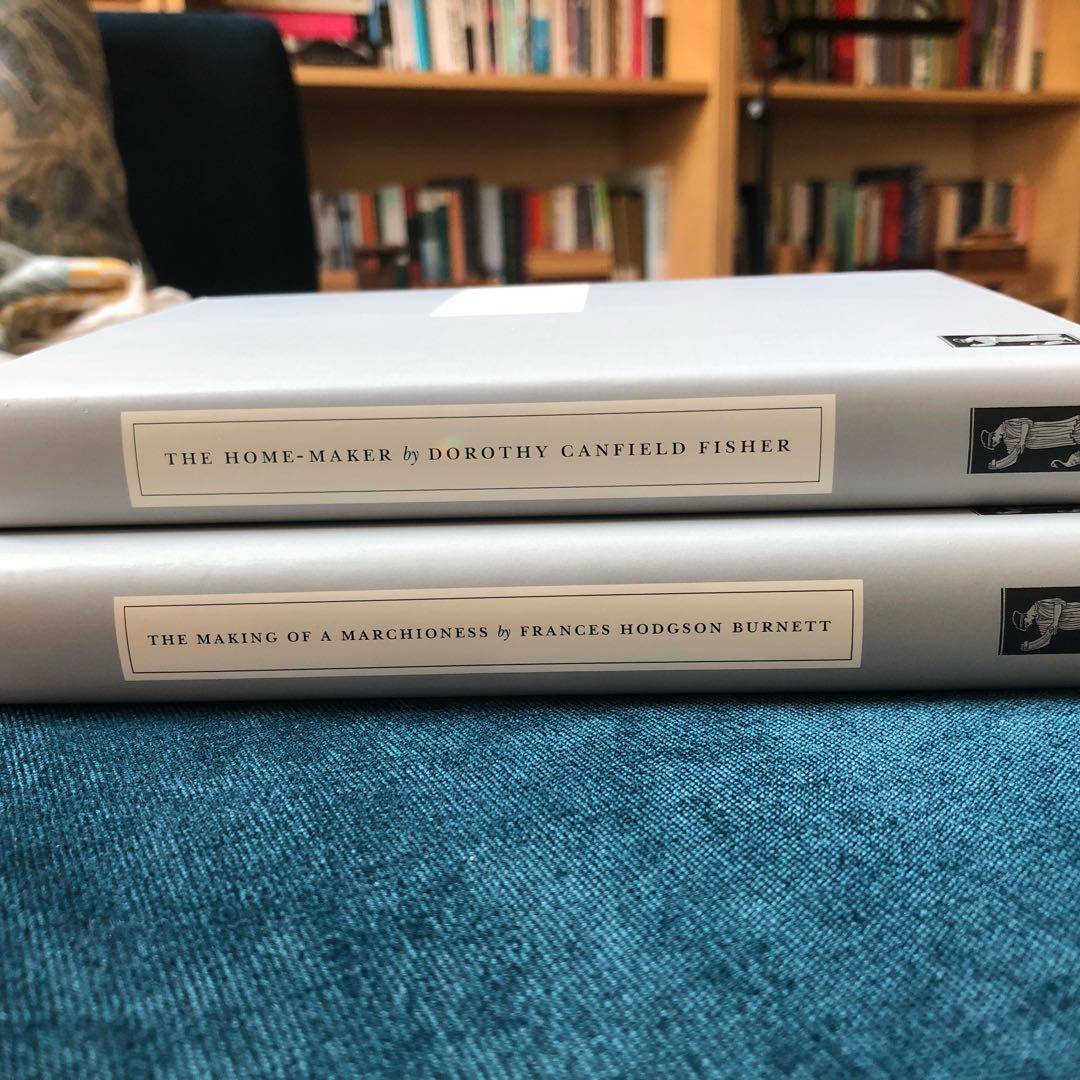 THE HOME-MAKER by DOROTHY CANFIELD FISHER
THE MAKING OF A MARCHIONESS by FRANCES HODGSON BURNETT